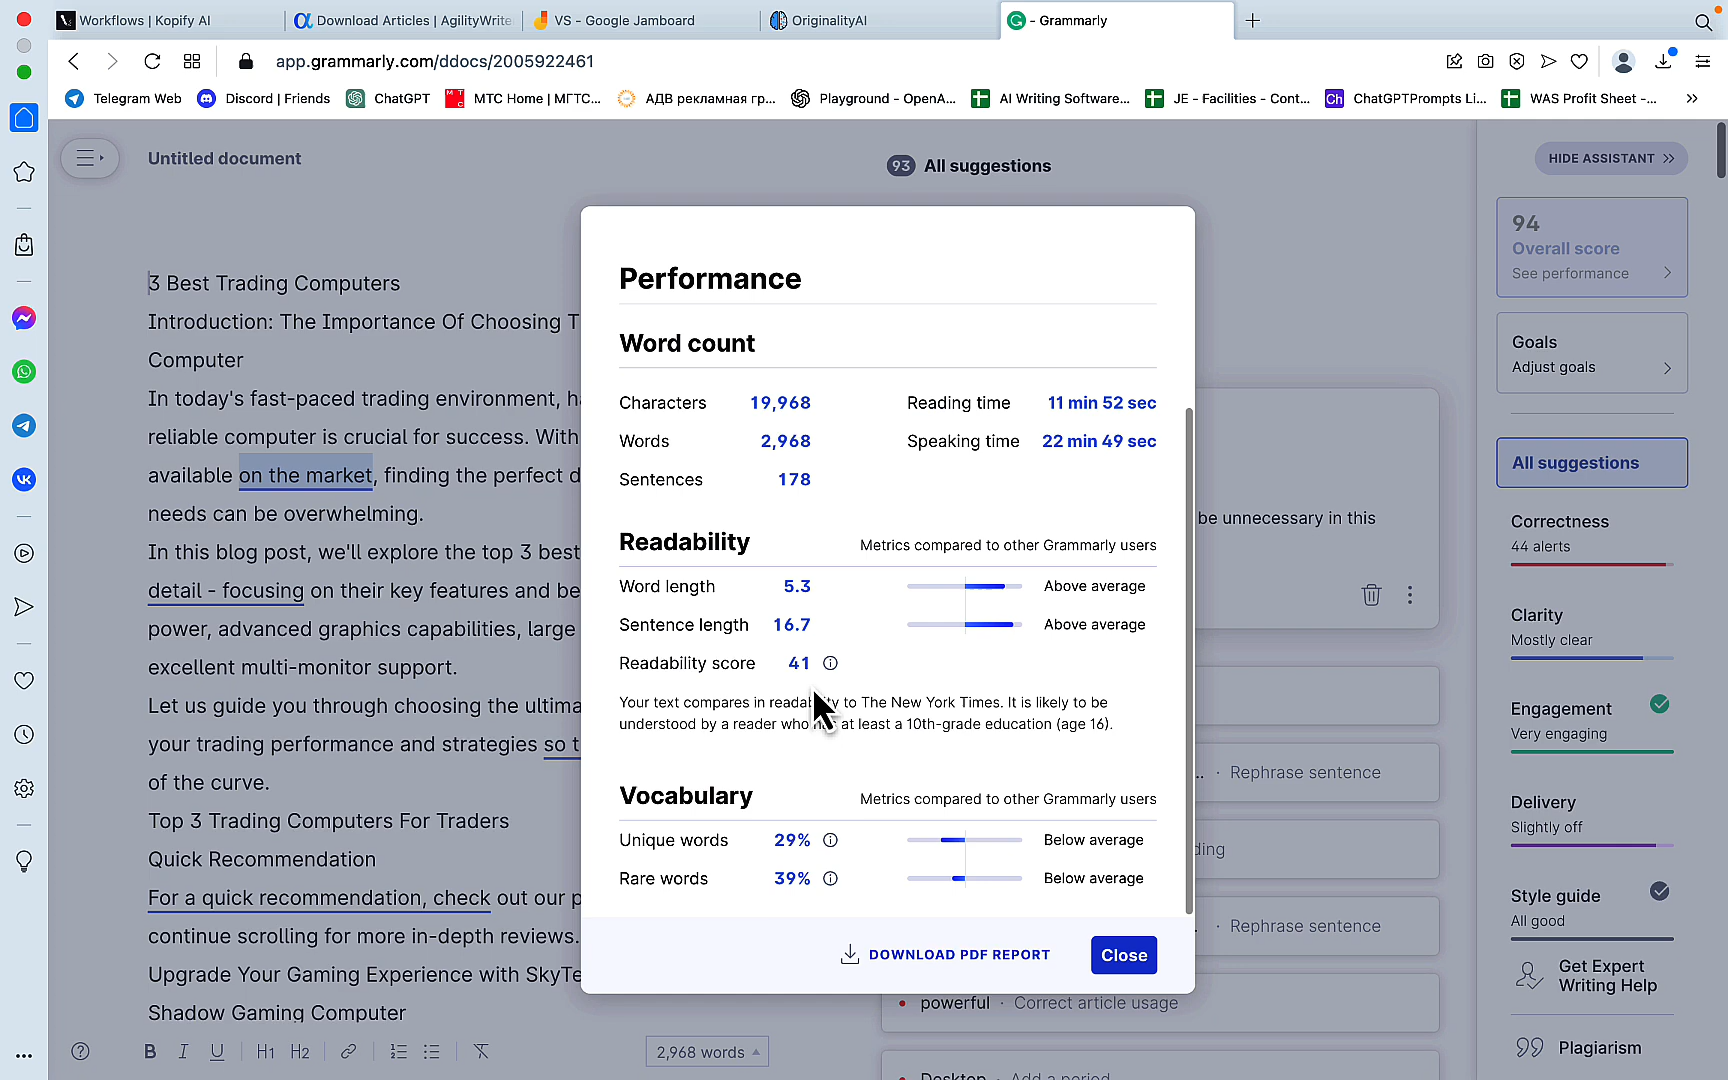 Workflows | Kopify AI
Download Articles | AgilityWrite
VS - Google Jamboard
OriginalityAI
- Grammarly
app.grammarly.com/ddocs/2005922461
Telegram Web
Discord | Friends
ChatGPT
МТС Home | МГТС...
АДВ рекламная гр...
Playground - OpenA...
AI Writing Software...
JE - Facilities - Cont...
Ch ChatGPTPrompts Li...
WAS Profit Sheet -...
Untitled document
93 All suggestions
HIDE ASSISTANT
3 Best Trading Computers
Introduction: The Importance Of Choosing T
Computer
In today's fast-paced trading environment, ha
reliable computer is crucial for success. With
available on the market, finding the perfect d
needs can be overwhelming.
In this blog post, we'll explore the top 3 best
detail - focusing on their key features and be
power, advanced graphics capabilities, large
excellent multi-monitor support.
Let us guide you through choosing the ultima
your trading performance and strategies so t
of the curve.
Top 3 Trading Computers For Traders
Quick Recommendation
For a quick recommendation, check out our p
continue scrolling for more in-depth reviews.
Upgrade Your Gaming Experience with SkyTe
Shadow Gaming Computer
B I U H1 H2
2,968 words
Performance
Word count
Characters 19,968 Reading time 11 min 52 sec
Words 2,968 Speaking time 22 min 49 sec
Sentences 178
Readability Metrics compared to other Grammarly users
Word length 5.3 Above average
Sentence length 16.7 Above average
Readability score 41
Your text compares in readability to The New York Times. It is likely to be
understood by a reader who has at least a 10th-grade education (age 16).
Vocabulary Metrics compared to other Grammarly users
Unique words 29% Below average
Rare words 39% Below average
DOWNLOAD PDF REPORT
Close
be unnecessary in this
· Rephrase sentence
ding
· Rephrase sentence
powerful · Correct article usage
Desktop · Add a period
94
Overall score
See performance
Goals
Adjust goals
All suggestions
Correctness
44 alerts
Clarity
Mostly clear
Engagement
Very engaging
Delivery
Slightly off
Style guide
All good
Get Expert
Writing Help
Plagiarism